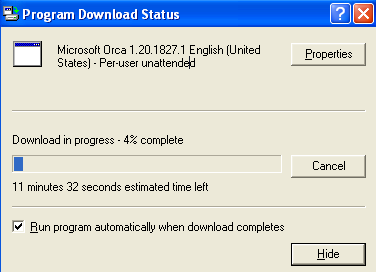 Program Download Status
Microsoft Orca 1.20.1827.1 English (United
States) - Per-user unattended
Properties
Download in progress - 4% complete
Cancel
11 minutes 32 seconds estimated time left
Run program automatically when download completes
Hide